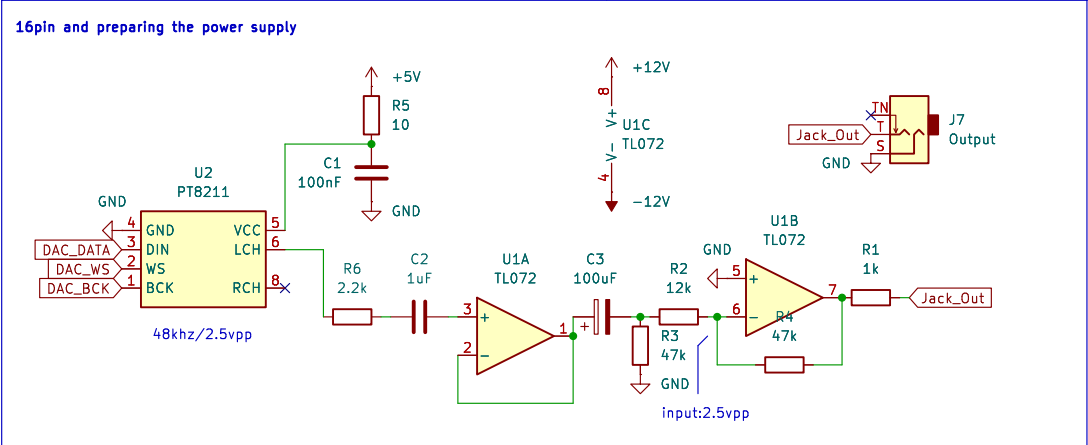 16pin and preparing the power supply
+5V
R5
10
C1
100nF
GND
+12V
8
V+
U1C
TL072
V-
4
-12V
TN
T
S
Jack_Out
GND
J7
Output
U2
PT8211
GND
4
GND
VCC
5
DAC_DATA
3
DIN
LCH
6
DAC_WS
2
WS
DAC_BCK
1
BCK
RCH
8
48khz/2.5vpp
R6
2.2k
C2
1uF
U1A
TL072
3
+
2
-
1
C3
100uF
+
R2
12k
R3
47k
GND
input:2.5vpp
U1B
TL072
GND
5
+
6
-
7
R4
47k
R1
1k
Jack_Out